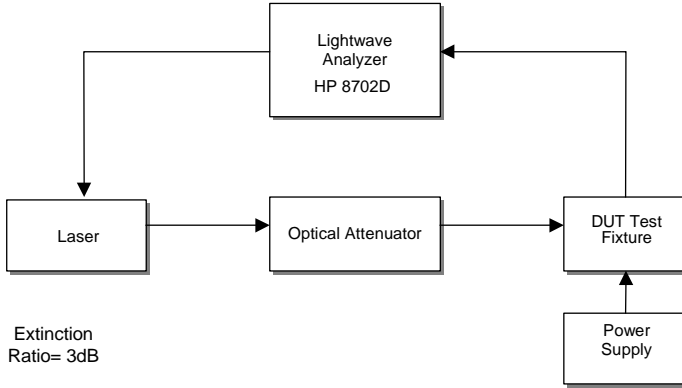 Lightwave
Analyzer
HP 8702D
Laser
Optical Attenuator
DUT Test
Fixture
Extinction
Ratio= 3dB
Power
Supply